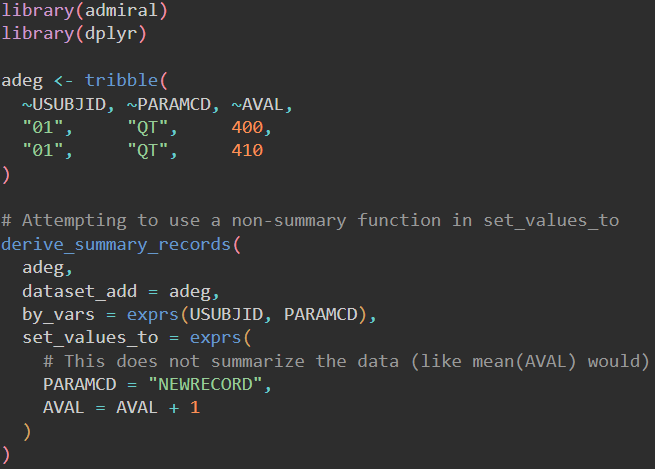 library(admiral)
library(dplyr)

adeg <- tribble(
  ~USUBJID, ~PARAMCD, ~AVAL,
  "01",     "QT",     400,
  "01",     "QT",     410
)

# Attempting to use a non-summary function in set_values_to
derive_summary_records(
  adeg,
  dataset_add = adeg,
  by_vars = exprs(USUBJID, PARAMCD),
  set_values_to = exprs(
    # This does not summarize the data (like mean(AVAL) would)
    PARAMCD = "NEWRECORD",
    AVAL = AVAL + 1
  )
)